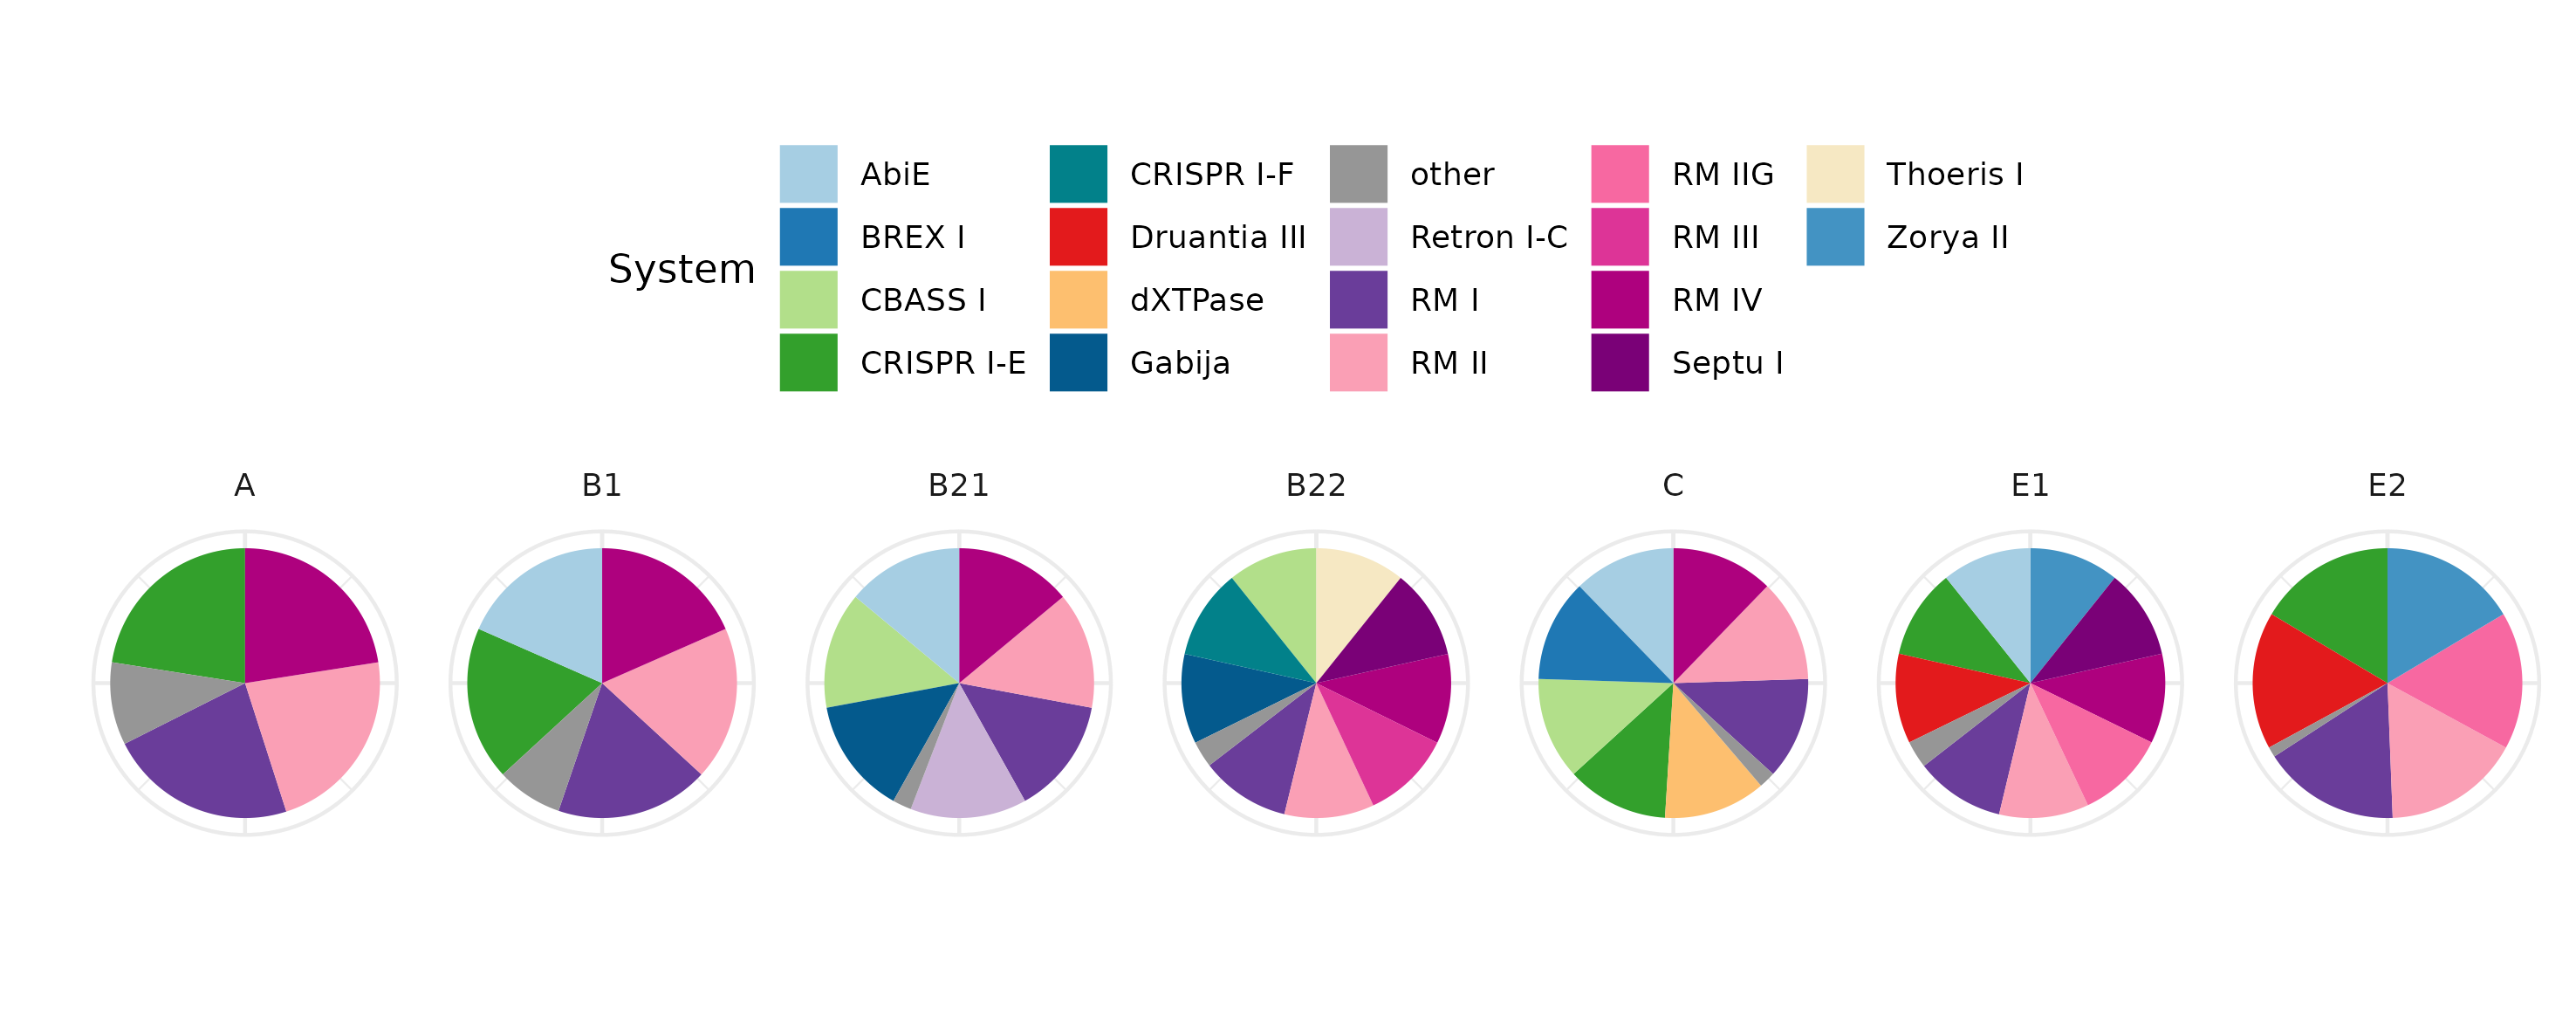 System
AbiE
BREX I
CBASS I
CRISPR I-E
CRISPR I-F
Druantia III
dXTPase
Gabija
other
Retron I-C
RM I
RM II
RM IIG
RM III
RM IV
Septu I
Thoeris I
Zorya II
A
B1
B21
B22
C
E1
E2